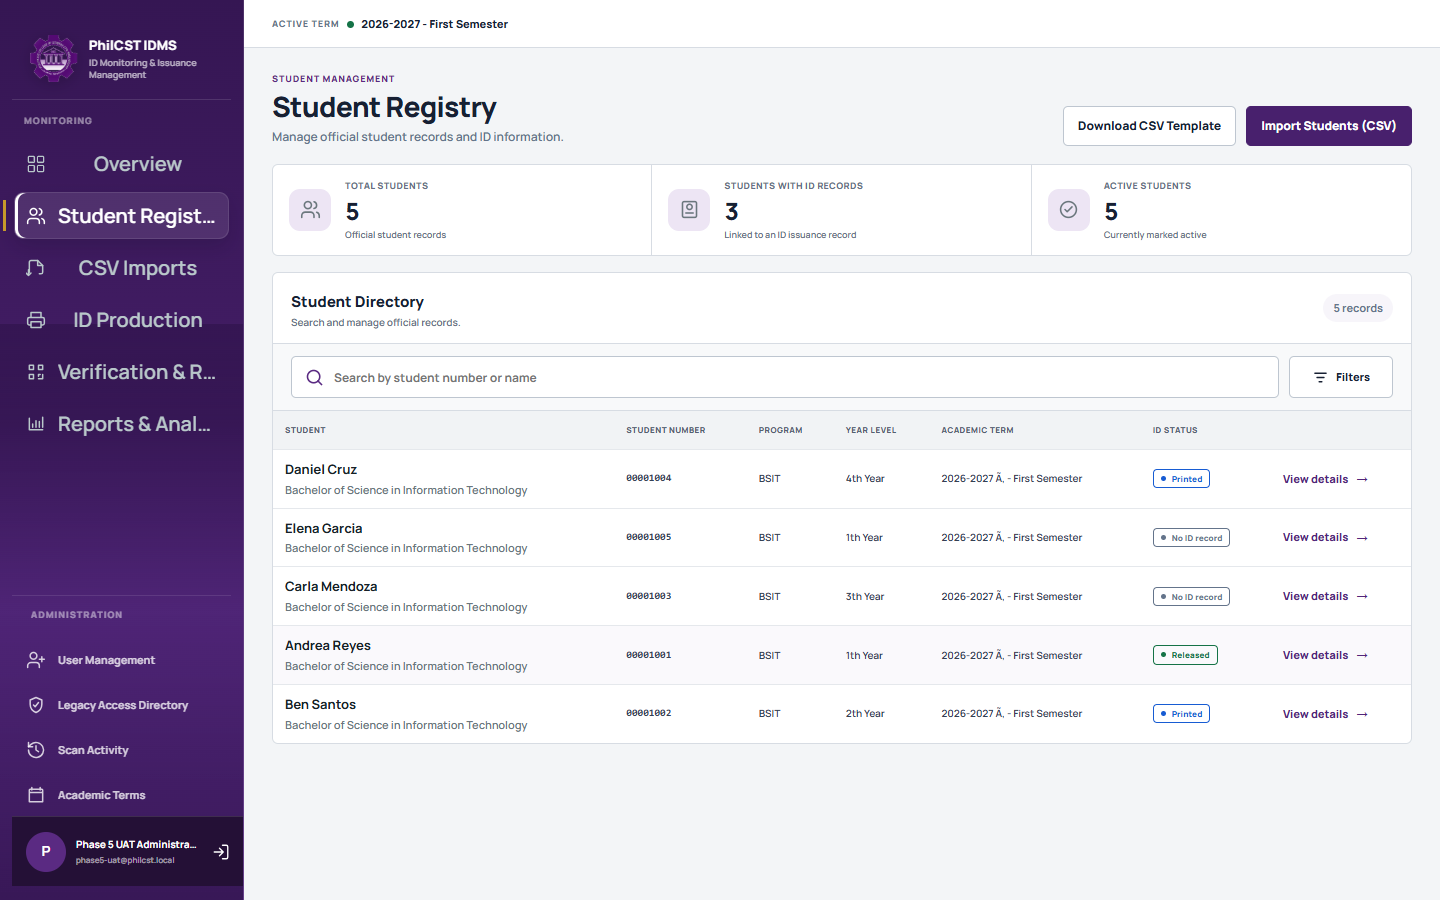 PhilCST IDMS
ID Monitoring & Issuance
Management
MONITORING
Overview
Student Regist...
CSV Imports
ID Production
Verification & R...
Reports & Anal...
ADMINISTRATION
User Management
Legacy Access Directory
Scan Activity
Academic Terms
P
Phase 5 UAT Administra...
phase5-uat@philcst.local
ACTIVE TERM 2026-2027 - First Semester
STUDENT MANAGEMENT
Student Registry
Manage official student records and ID information.
Download CSV Template
Import Students (CSV)
TOTAL STUDENTS
5
Official student records
STUDENTS WITH ID RECORDS
3
Linked to an ID issuance record
ACTIVE STUDENTS
5
Currently marked active
Student Directory
Search and manage official records.
5 records
Search by student number or name
Filters
STUDENT STUDENT NUMBER PROGRAM YEAR LEVEL ACADEMIC TERM ID STATUS
Daniel Cruz
Bachelor of Science in Information Technology
00001004 BSIT 4th Year 2026-2027 Ã‚ - First Semester Printed View details →
Elena Garcia
Bachelor of Science in Information Technology
00001005 BSIT 1th Year 2026-2027 Ã‚ - First Semester No ID record View details →
Carla Mendoza
Bachelor of Science in Information Technology
00001003 BSIT 3th Year 2026-2027 Ã‚ - First Semester No ID record View details →
Andrea Reyes
Bachelor of Science in Information Technology
00001001 BSIT 1th Year 2026-2027 Ã‚ - First Semester Released View details →
Ben Santos
Bachelor of Science in Information Technology
00001002 BSIT 2th Year 2026-2027 Ã‚ - First Semester Printed View details →